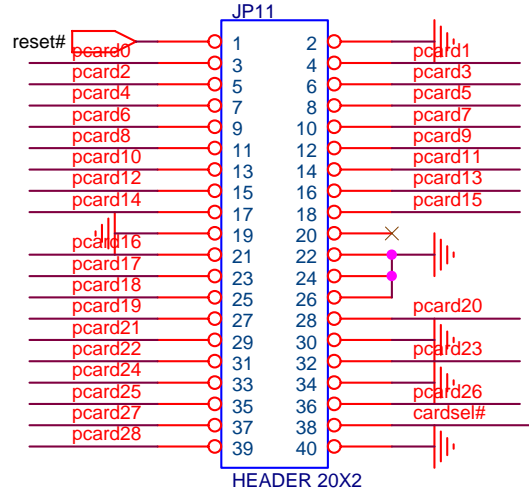 JP11
reset# 1 2
pcard0 3 4 pcard1
pcard2 5 6 pcard3
pcard4 7 8 pcard5
pcard6 9 10 pcard7
pcard8 11 12 pcard9
pcard10 13 14 pcard11
pcard12 15 16 pcard13
pcard14 17 18 pcard15
19 20
pcard16 21 22
pcard17 23 24
pcard18 25 26
pcard19 27 28 pcard20
pcard21 29 30
pcard22 31 32 pcard23
pcard24 33 34
pcard25 35 36 pcard26
pcard27 37 38 cardsel#
pcard28 39 40
HEADER 20X2